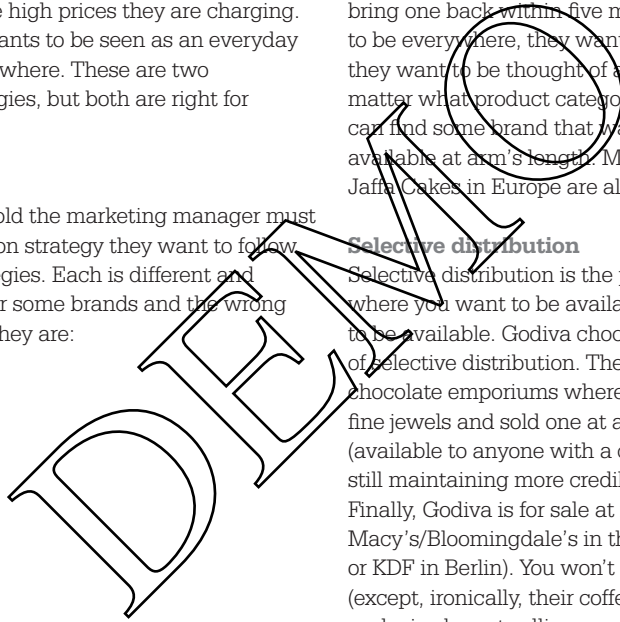 high prices they are charging.
ants to be seen as an everyday
where. These are two
gies, but both are right for
old the marketing manager must
on strategy they want to follow.
gies. Each is different and
r some brands and the wrong
hey are:
bring one back within five m
to be everywhere, they want
they want to be thought of a
matter what product catego
can find some brand that wa
available at arm's length. M
Jaffa Cakes in Europe are al
Selective distribution
Selective distribution is the p
where you want to be availa
to be available. Godiva choc
of selective distribution. The
chocolate emporiums where
fine jewels and sold one at a
(available to anyone with a c
still maintaining more credil
Finally, Godiva is for sale at
Macy's/Bloomingdale's in th
or KDF in Berlin). You won't
(except, ironically, their coffe
DEMO